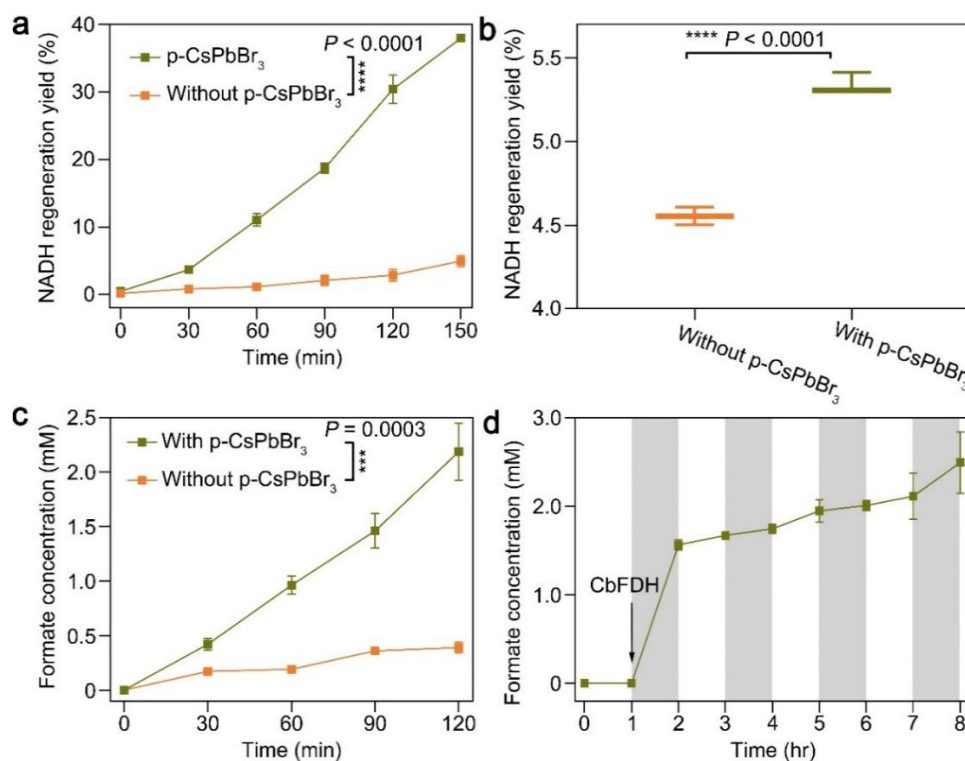 a
40
30
20
10
0
NADH regeneration yield (%)
p-CsPbBr₃
Without p-CsPbBr₃
P < 0.0001
****
0 30 60 90 120 150
Time (min)
b
5.5
5.0
4.5
4.0
NADH regeneration yield (%)
**** P < 0.0001
Without p-CsPbBr₃
With p-CsPbBr₃
c
2.5
2.0
1.5
1.0
0.5
0
Formate concentration (mM)
With p-CsPbBr₃
Without p-CsPbBr₃
P = 0.0003
***
0 30 60 90 120
Time (min)
d
3.0
2.0
1.0
0
Formate concentration (mM)
CbFDH
0 1 2 3 4 5 6 7 8
Time (hr)